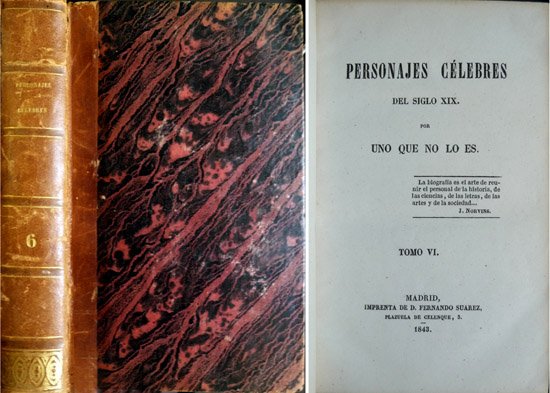 PERSONAJES
CÉLEBRES
6
PERSONAJES CÉLEBRES
DEL SIGLO XIX.
POR
UNO QUE NO LO ES.
La biografía es el arte de reu-
nir el personal de la historia, de
las ciencias, de las letras, de las
artes y de la sociedad...
J. NORVINS.
TOMO VI.
MADRID,
IMPRENTA DE D. FERNANDO SUAREZ,
PLAZUELA DE CELENQUE, 3.
1843.